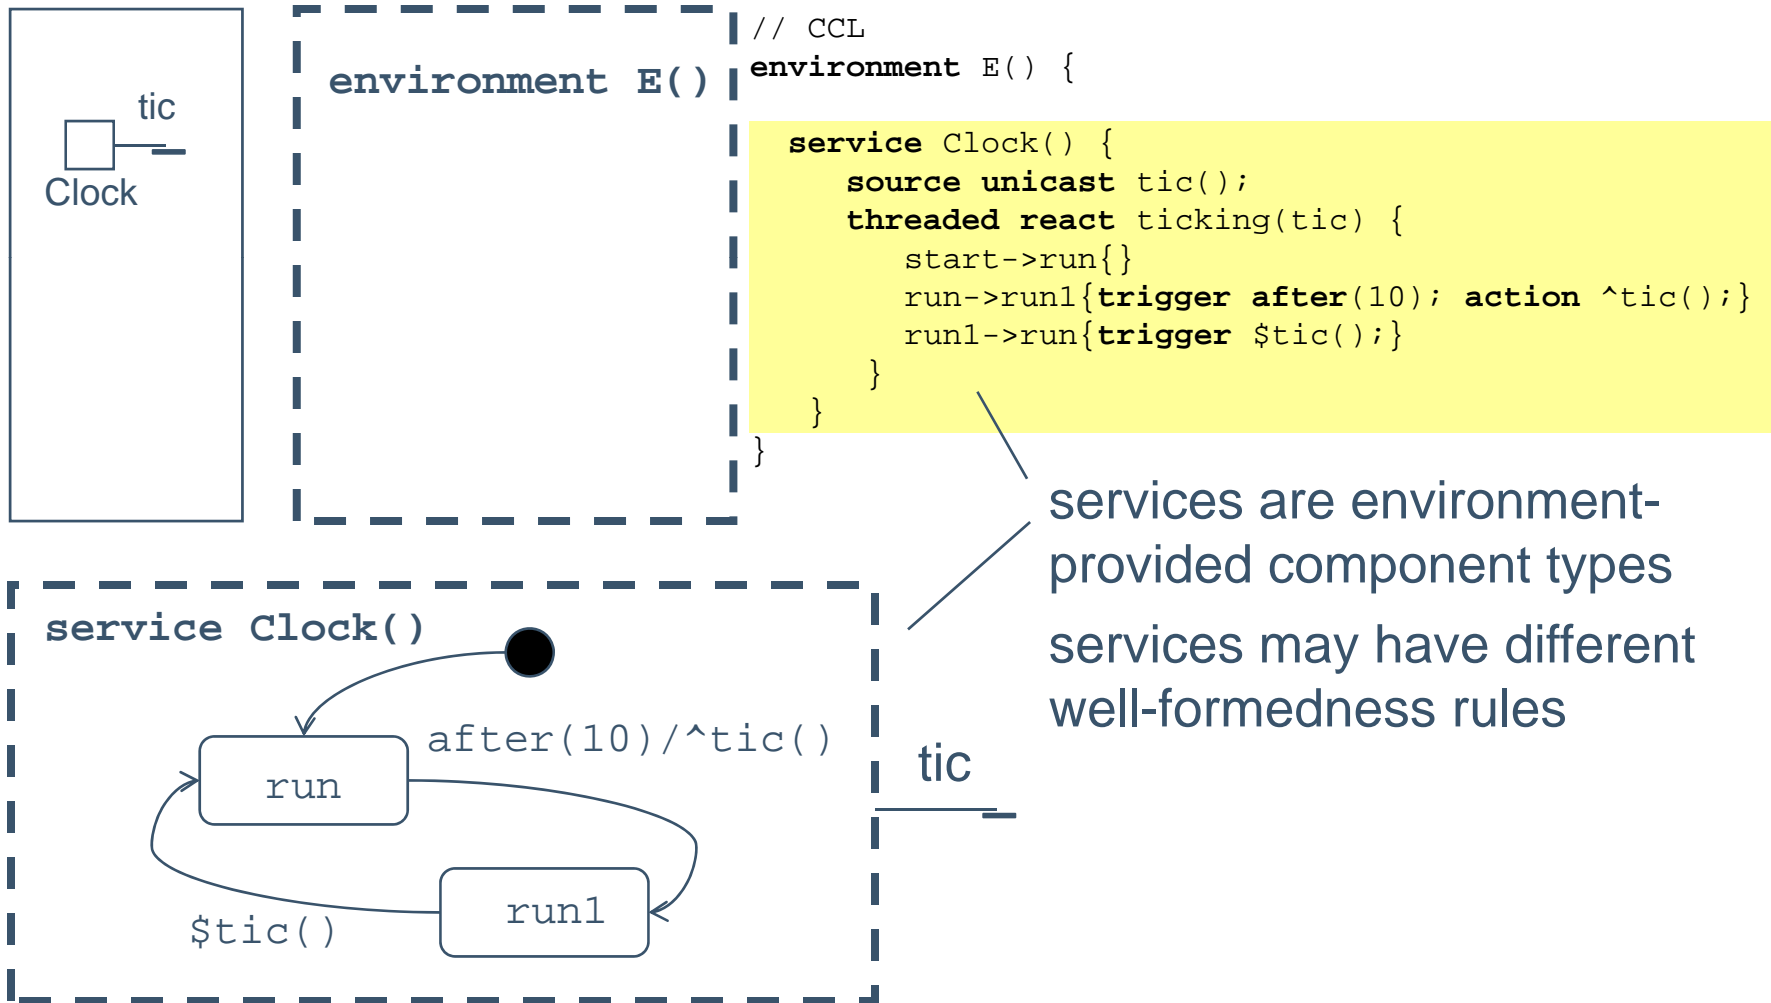 tic
Clock
environment E()
// CCL
environment E() {
service Clock() {
source unicast tic();
threaded react ticking(tic) {
start->run{}
run->run1{trigger after(10); action ^tic();}
run1->run{trigger $tic();}
}
}
}
services are environment-
provided component types
services may have different
well-formedness rules
service Clock()
after(10)/^tic()
run
tic
run1
$tic()